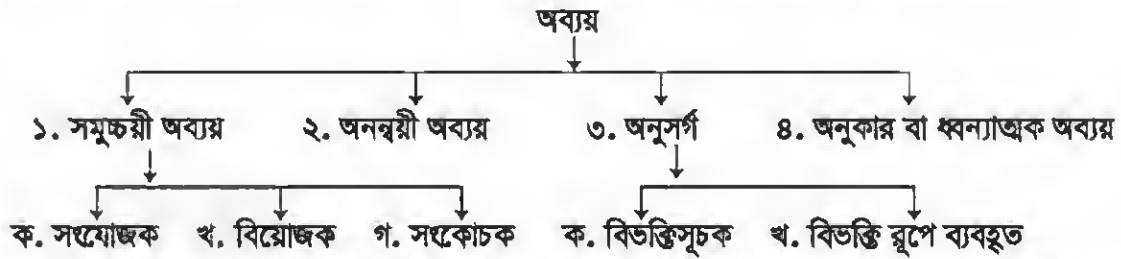 অব্যয়
১. সমুচ্চয়ী অব্যয় ২. অনন্বয়ী অব্যয় ৩. অনুসর্গ ৪. অনুকার বা ধ্বন্যাত্মক অব্যয়
ক. সংযোজক খ. বিয়োজক গ. সংকোচক ক. বিভক্তিসূচক খ. বিভক্তি রূপে ব্যবহৃত